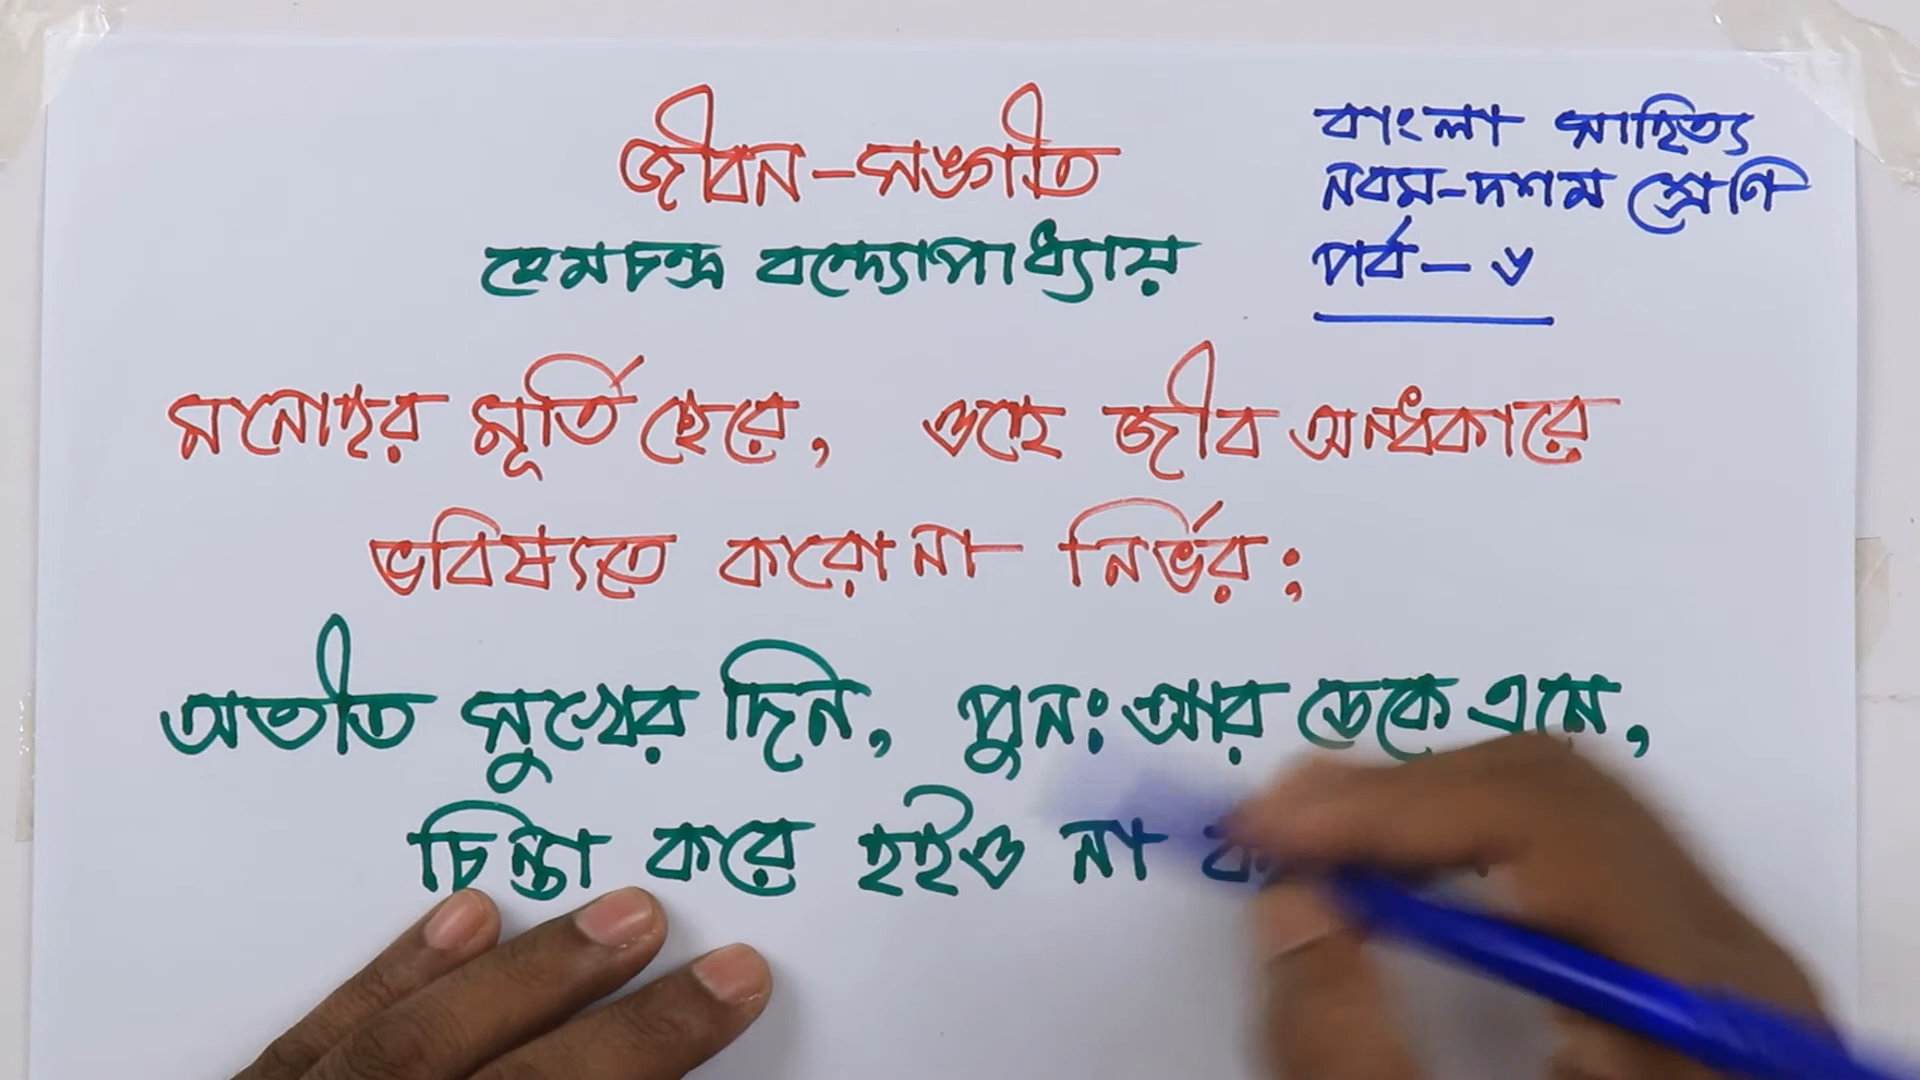 জীবন-সঙ্গীত
হেমচন্দ্র বন্দ্যোপাধ্যায়
বাংলা সাহিত্য
নবম-দশম শ্রেণি
পর্ব-৬
মনোহর মূর্তি হেরে, ওহে জীব অন্ধকারে
ভবিষ্যতে করো না নির্ভর;
অতীত সুখের দিন, পুনঃ আর ডেকে এনে,
চিন্তা করে হইও না